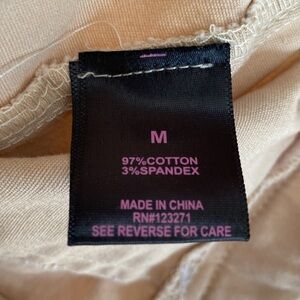 M
97%COTTON
3%SPANDEX
MADE IN CHINA
RN#123271
SEE REVERSE FOR CARE